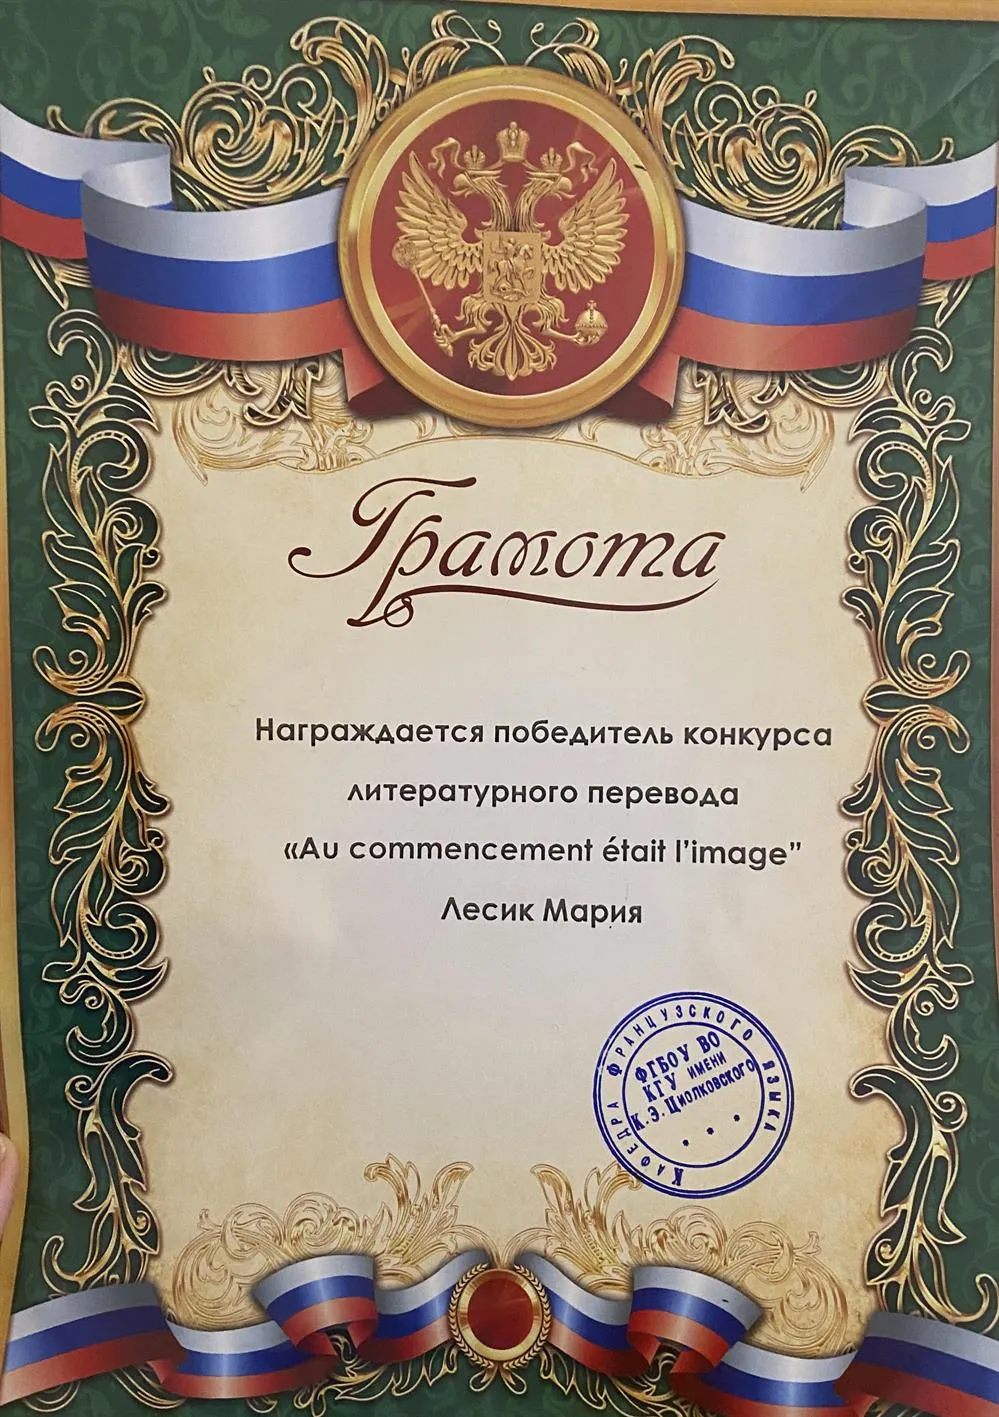 Грамота
Награждается победитель конкурса
литературного перевода
«Au commencement était l'image”
Лесик Мария
Кафедра французского языка
ФГБОУ ВО
КГУ имени
К.Э.Циолковского
* * *